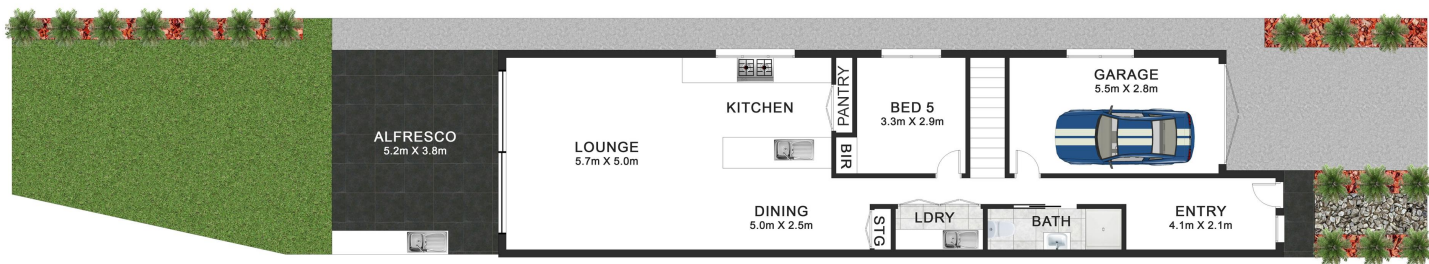 ALFRESCO
5.2m X 3.8m
LOUNGE
5.7m X 5.0m
KITCHEN
PANTRY
BIR
BED 5
3.3m X 2.9m
GARAGE
5.5m X 2.8m
DINING
5.0m X 2.5m
STG
LDRY
BATH
ENTRY
4.1m X 2.1m